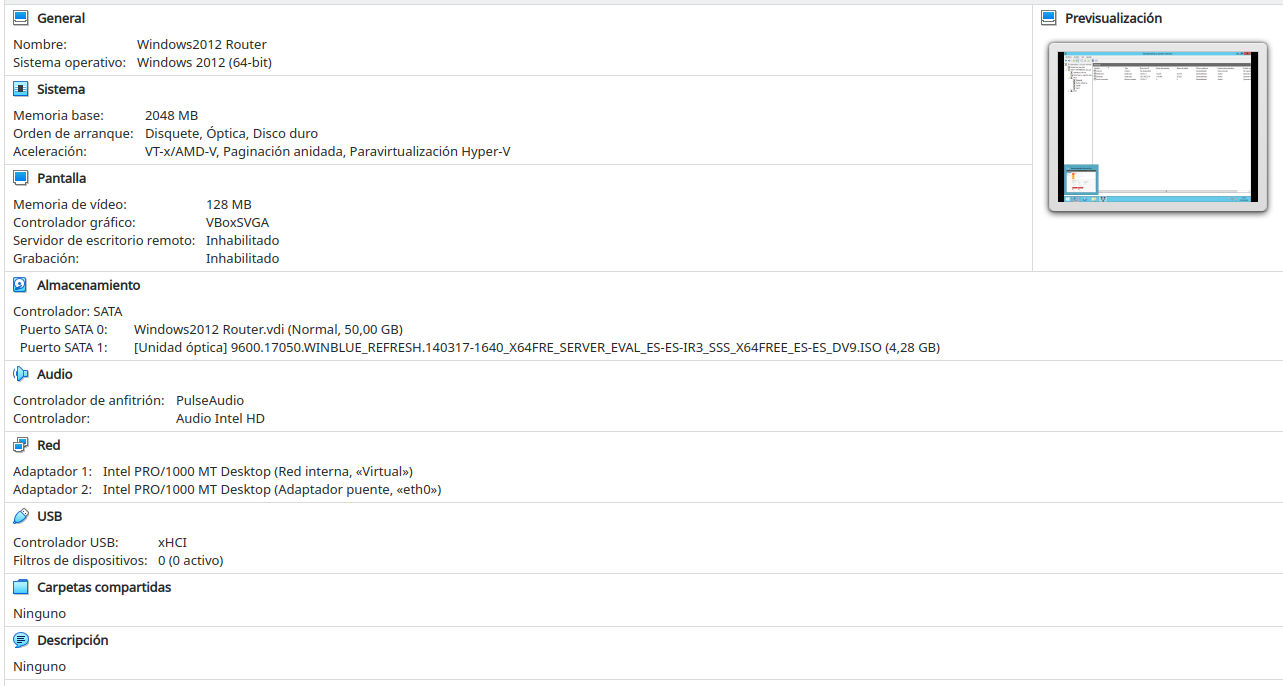 General
Nombre: Windows2012 Router
Sistema operativo: Windows 2012 (64-bit)
Sistema
Memoria base: 2048 MB
Orden de arranque: Disquete, Óptica, Disco duro
Aceleración: VT-x/AMD-V, Paginación anidada, Paravirtualización Hyper-V
Pantalla
Memoria de vídeo: 128 MB
Controlador gráfico: VBoxSVGA
Servidor de escritorio remoto: Inhabilitado
Grabación: Inhabilitado
Previsualización
Almacenamiento
Controlador: SATA
Puerto SATA 0: Windows2012 Router.vdi (Normal, 50,00 GB)
Puerto SATA 1: [Unidad óptica] 9600.17050.WINBLUE_REFRESH.140317-1640_X64FRE_SERVER_EVAL_ES-ES-IR3_SSS_X64FREE_ES-ES_DV9.ISO (4,28 GB)
Audio
Controlador de anfitrión: PulseAudio
Controlador: Audio Intel HD
Red
Adaptador 1: Intel PRO/1000 MT Desktop (Red interna, «Virtual»)
Adaptador 2: Intel PRO/1000 MT Desktop (Adaptador puente, «eth0»)
USB
Controlador USB: xHCI
Filtros de dispositivos: 0 (0 activo)
Carpetas compartidas
Ninguno
Descripción
Ninguno